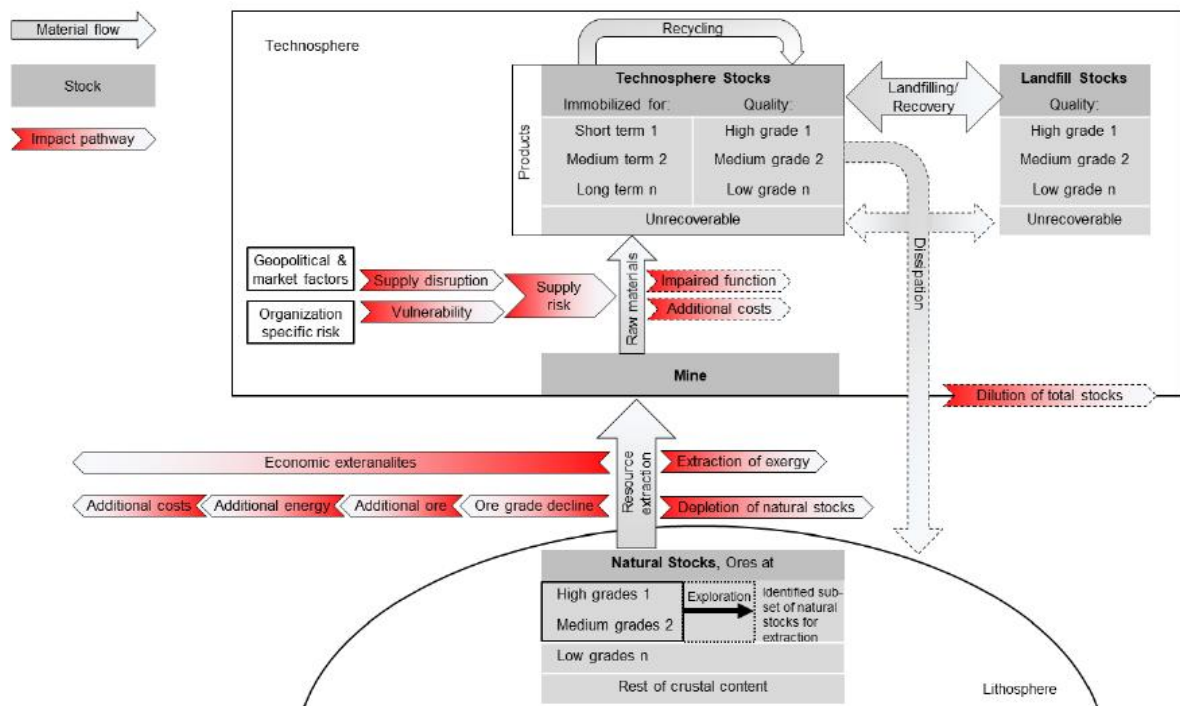 Material flow
Stock
Impact pathway
Technosphere
Recycling
Technosphere Stocks
Immobilized for: Quality:
Short term 1 High grade 1
Medium term 2 Medium grade 2
Long term n Low grade n
Unrecoverable
Products
Landfilling/
Recovery
Landfill Stocks
Quality:
High grade 1
Medium grade 2
Low grade n
Unrecoverable
Dissipation
Geopolitical &
market factors
Organization
specific risk
Supply disruption
Vulnerability
Supply
risk
Raw materials
Impaired function
Additional costs
Mine
Dilution of total stocks
Economic exteranalites
Extraction of exergy
Resource
extraction
Additional costs
Additional energy
Additional ore
Ore grade decline
Depletion of natural stocks
Natural Stocks, Ores at
High grades 1
Medium grades 2
Exploration
Identified sub-
set of natural
stocks for
extraction
Low grades n
Rest of crustal content
Lithosphere